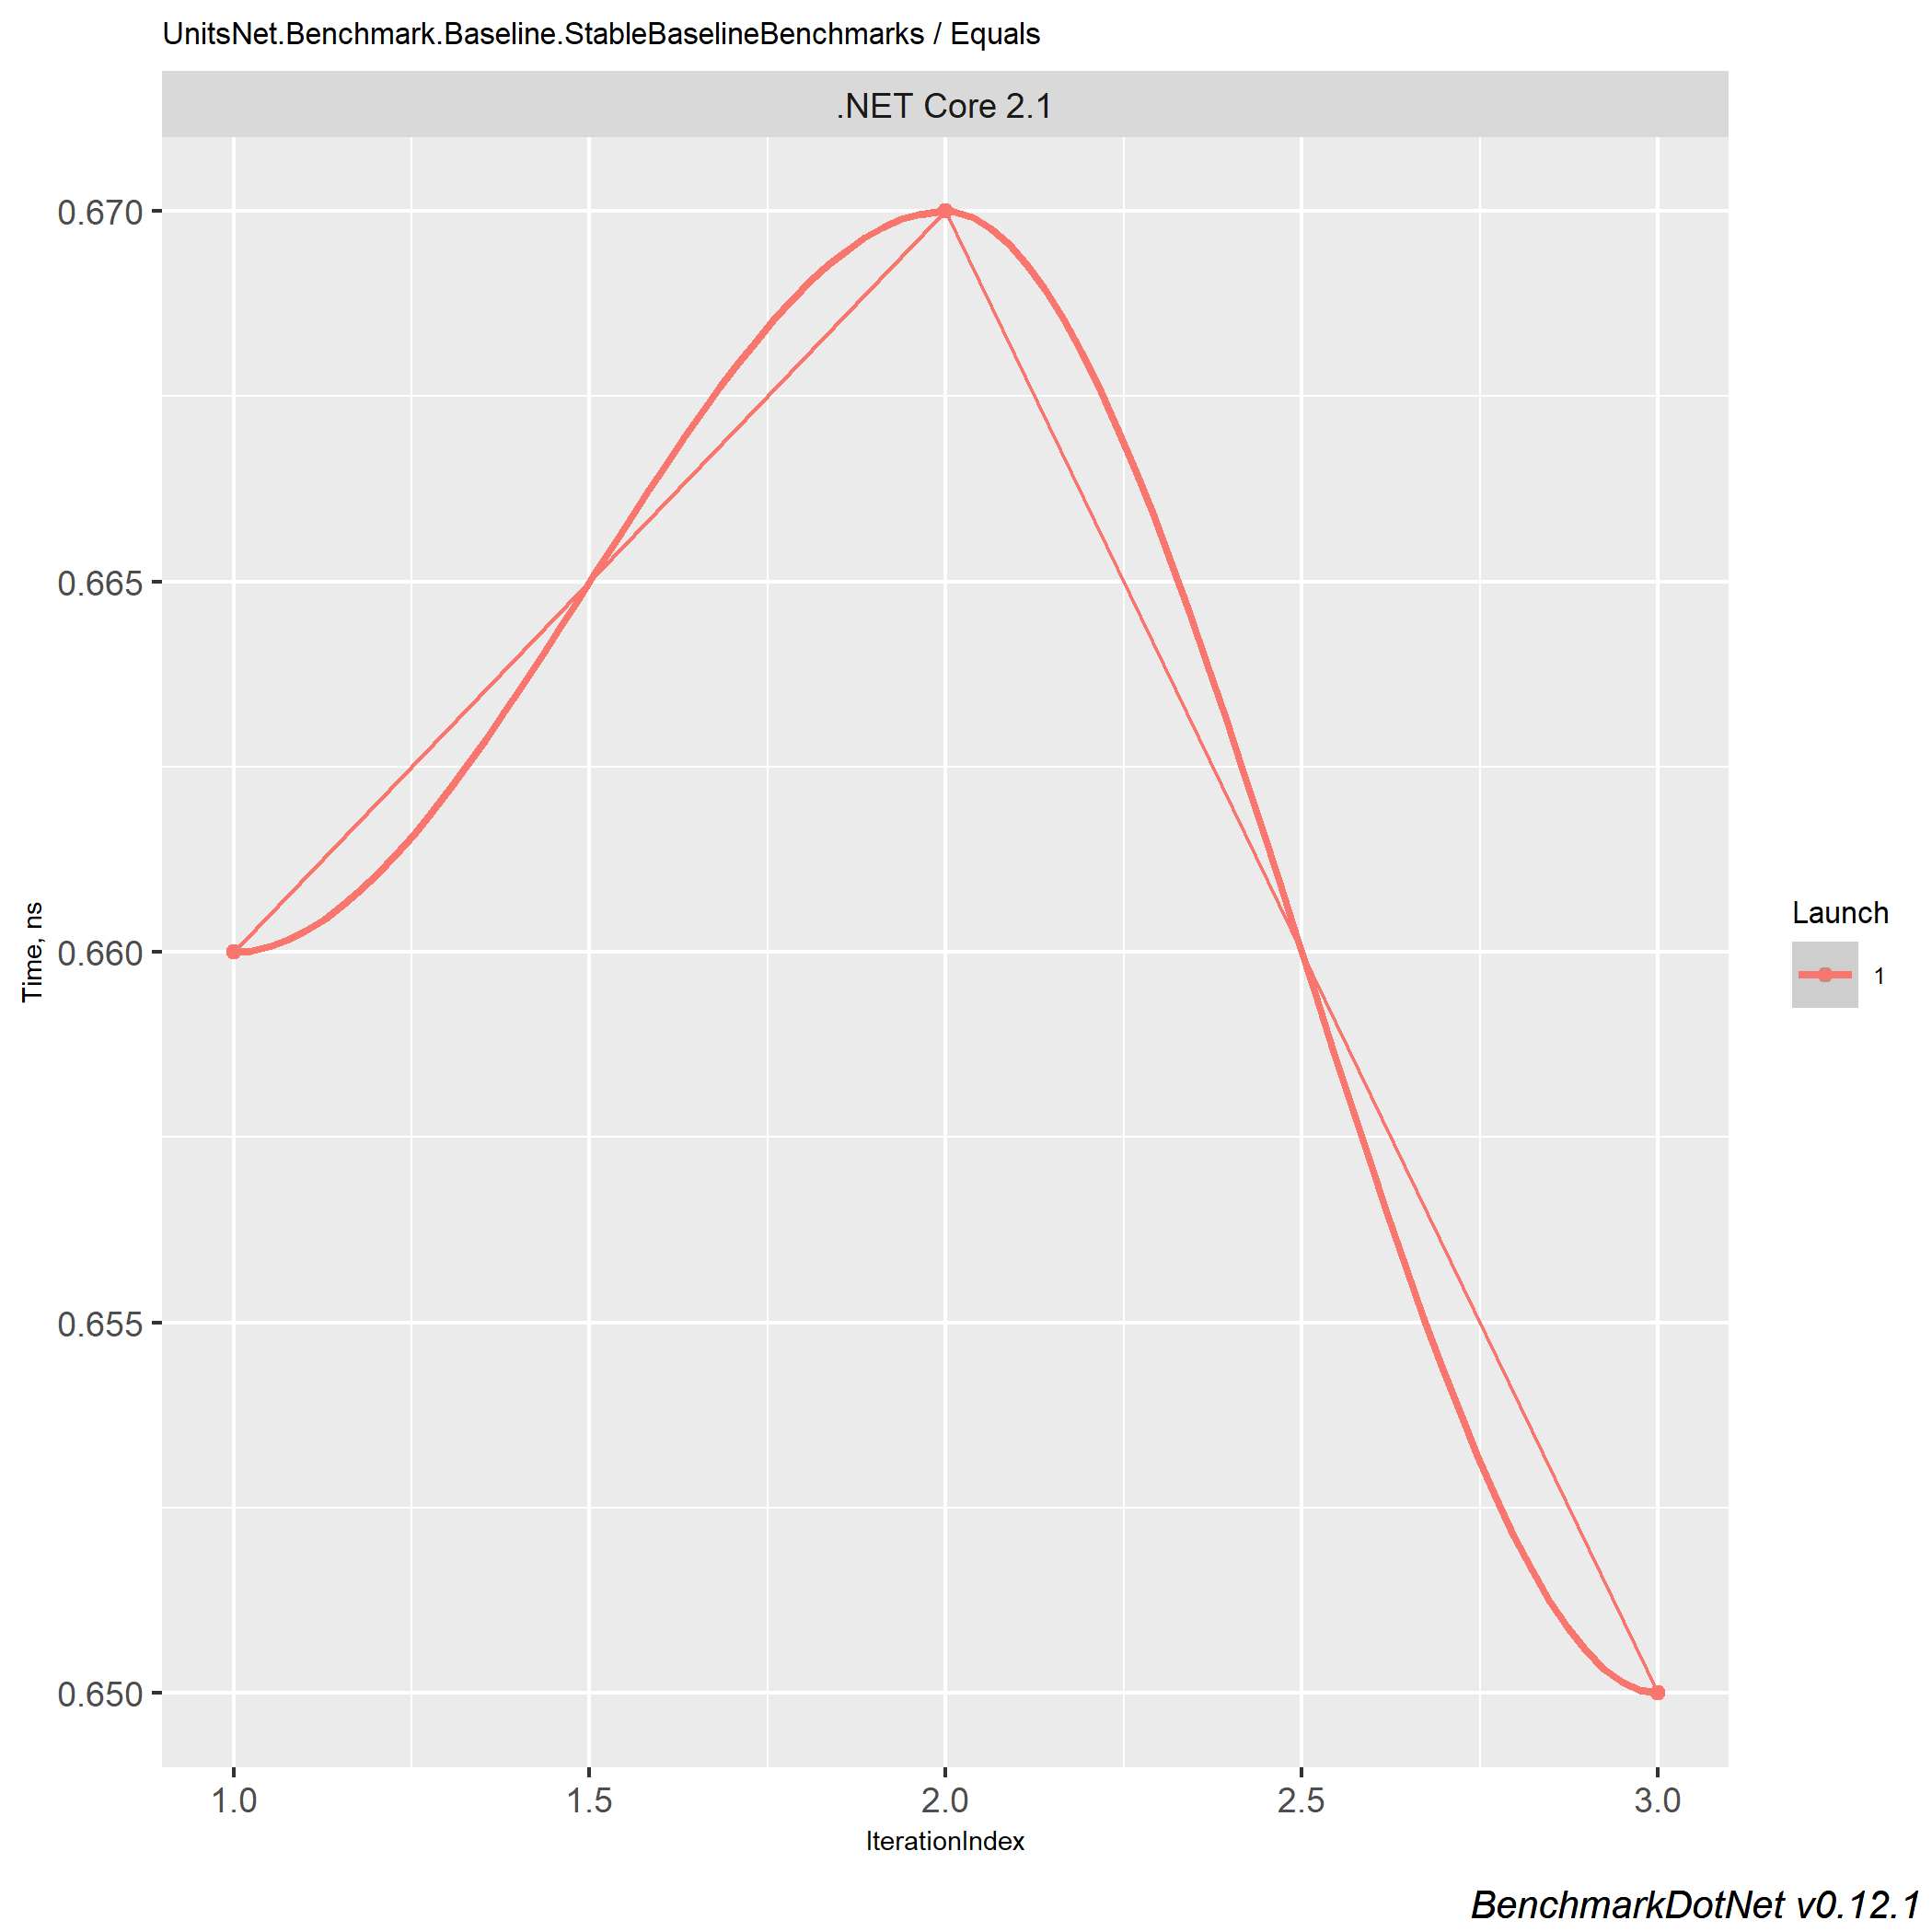 UnitsNet.Benchmark.Baseline.StableBaselineBenchmarks / Equals
.NET Core 2.1
0.670
0.665
0.660
0.655
0.650
Time, ns
1.0 1.5 2.0 2.5 3.0
IterationIndex
Launch
1
BenchmarkDotNet v0.12.1